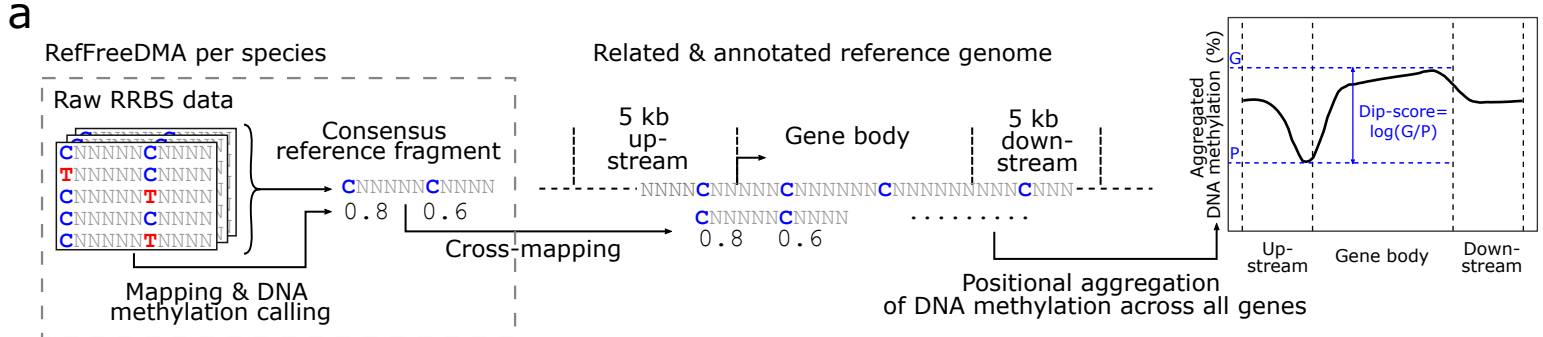 a
RefFreeDMA per species
Raw RRBS data
CNNNNNCNNNN
TNNNNNCNNNN
CNNNNNTNNNN
CNNNNNCNNNN
CNNNNNTNNNN
Mapping & DNA
methylation calling
Consensus
reference fragment
CNNNNNCNNNN
0.8 0.6
Cross-mapping
Related & annotated reference genome
5 kb
up-
stream
Gene body
5 kb
down-
stream
NNNNCNNNNNCNNNNNNCNNNNNNNNNCNNN
CNNNNNCNNNN
0.8 0.6
Positional aggregation
of DNA methylation across all genes
Aggregated
DNA methylation (%)
G
P
Dip-score=
log(G/P)
Up-
stream
Gene body
Down-
stream